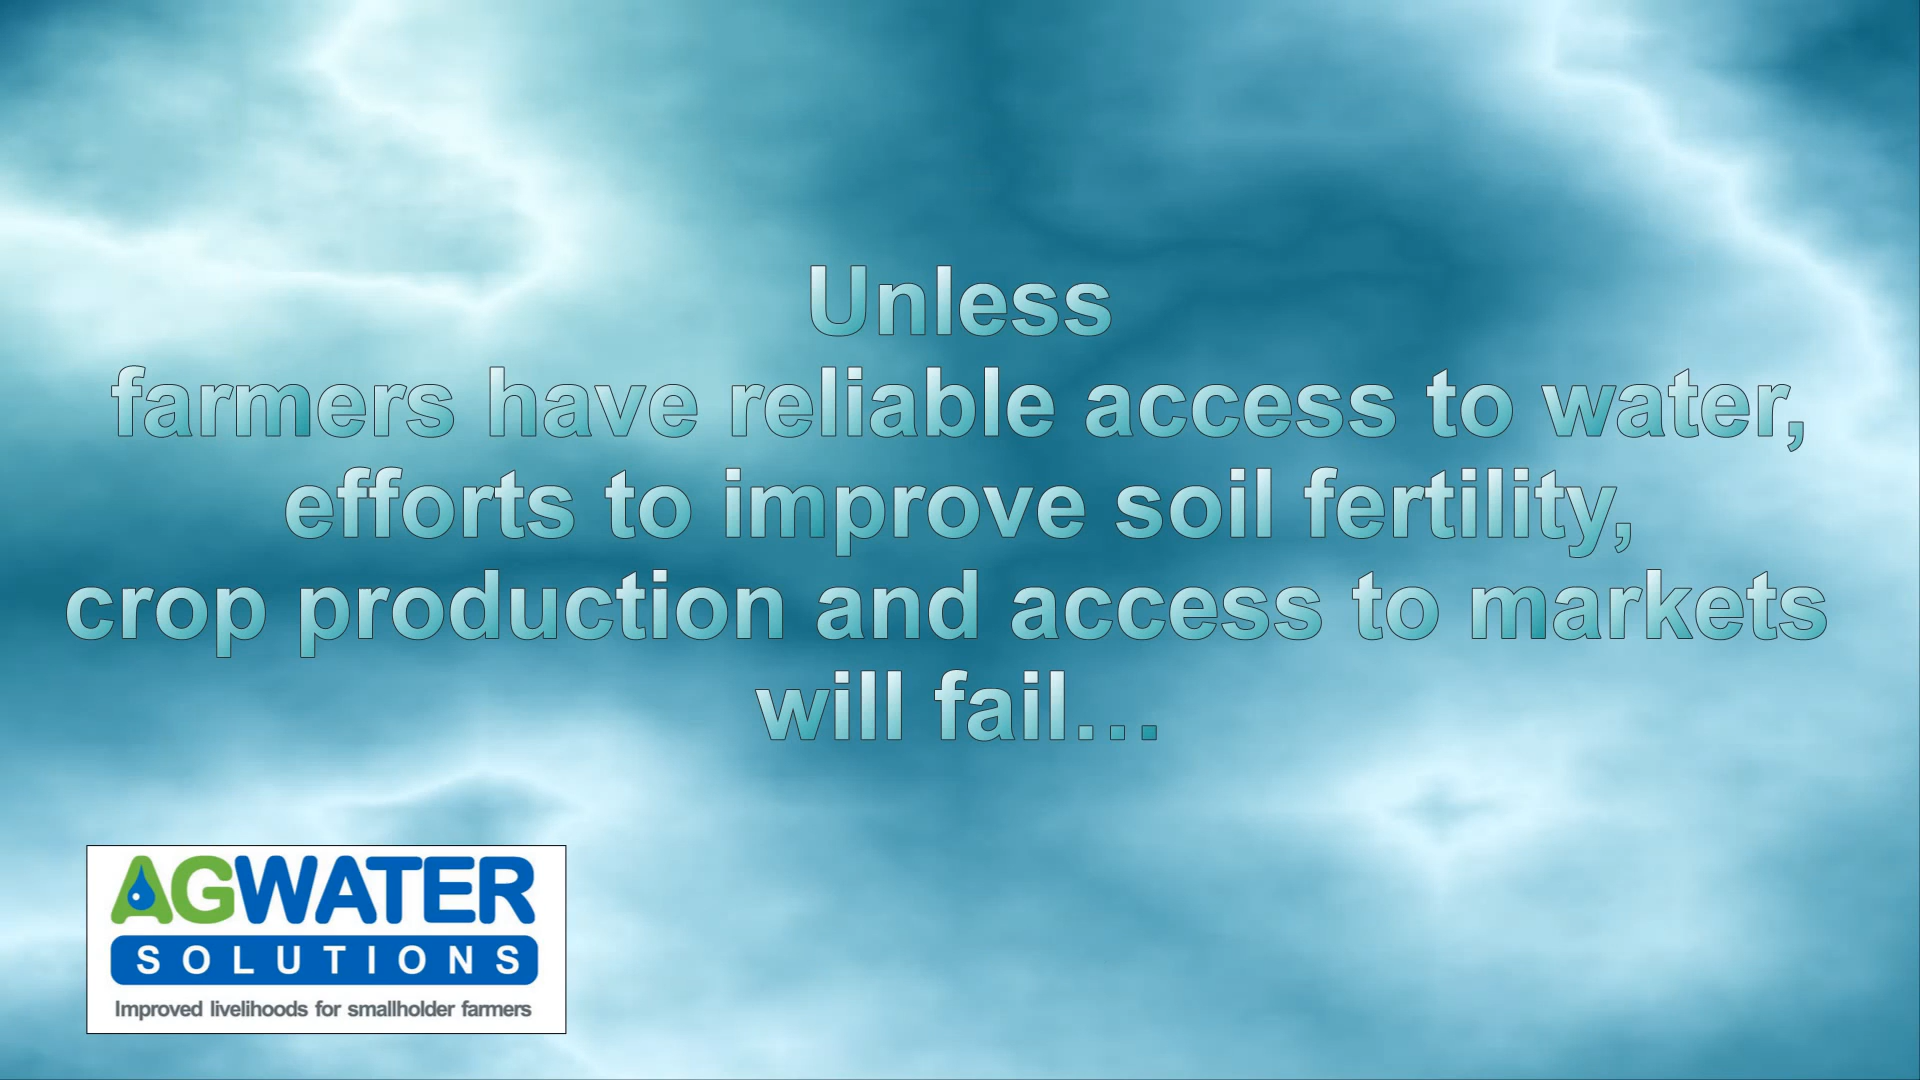 Unless
farmers have reliable access to water,
efforts to improve soil fertility,
crop production and access to markets
will fail...
AGWATER
SOLUTIONS
Improved livelihoods for smallholder farmers